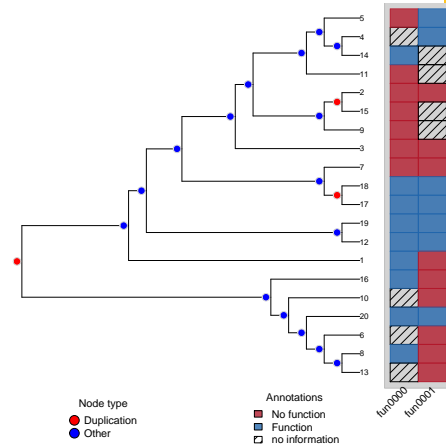 5
4
14
11
2
15
9
3
7
18
17
19
12
1
16
10
20
6
8
13
fun0000
fun0001
Node type
Duplication
Other
Annotations
No function
Function
no information